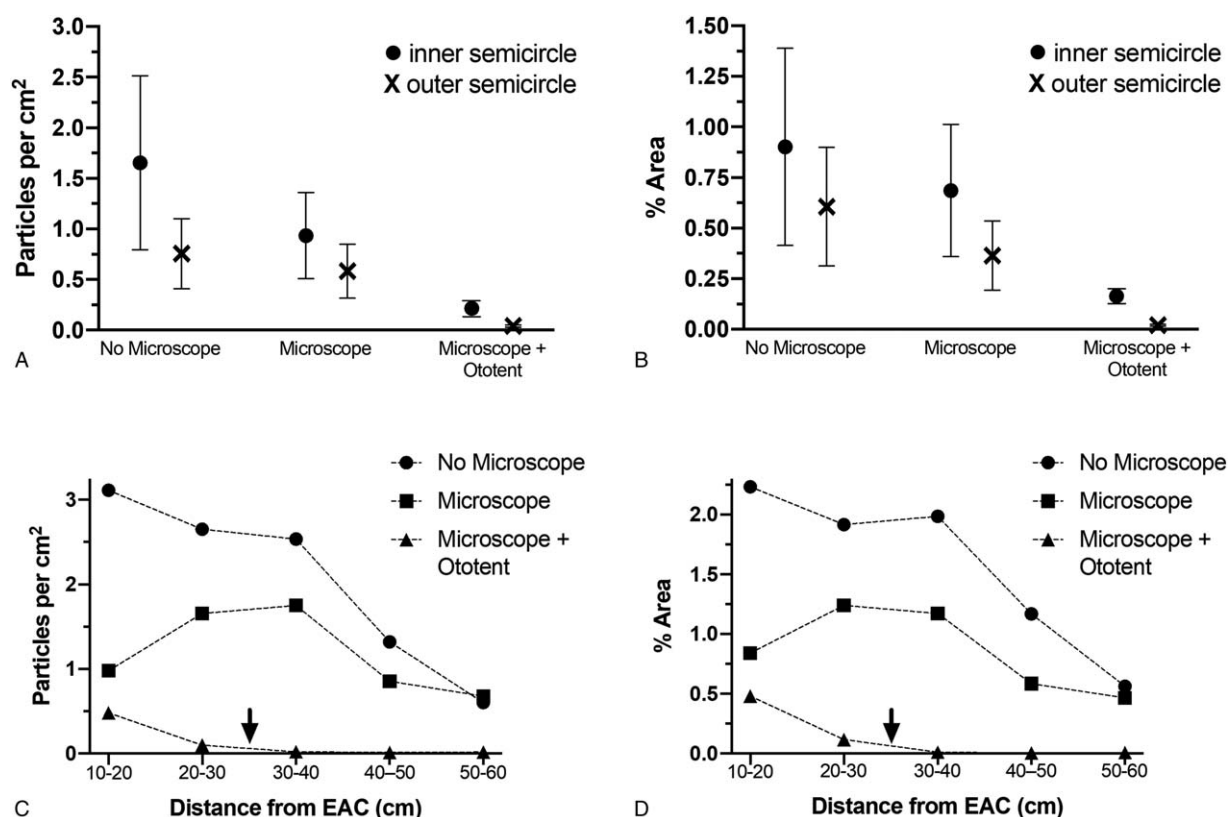 3.0
2.5
2.0
1.5
1.0
0.5
0.0
Particles per cm2
inner semicircle
X outer semicircle
No Microscope
Microscope
Microscope +
Ototent
A
1.50
1.25
1.00
0.75
0.50
0.25
0.00
% Area
inner semicircle
X outer semicircle
No Microscope
Microscope
Microscope +
Ototent
B
No Microscope
Microscope
Microscope +
Ototent
3
2
1
0
Particles per cm2
10-20
20-30
30-40
40–50
50-60
Distance from EAC (cm)
C
No Microscope
Microscope
Microscope +
Ototent
2.0
1.5
1.0
0.5
0.0
% Area
10-20
20-30
30-40
40–50
50-60
Distance from EAC (cm)
D